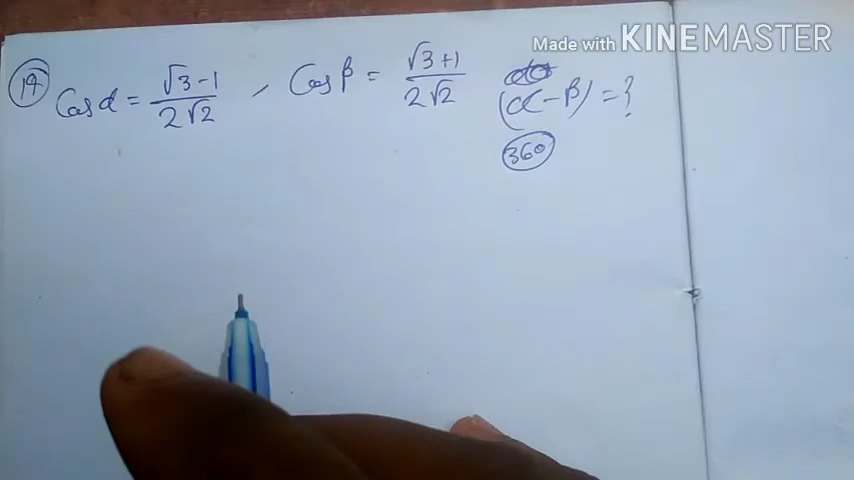 Made with KINEMASTER
19 Cos α = √3-1 / 2√2 , Cos β = √3+1 / 2√2 (α - β) = ?
360